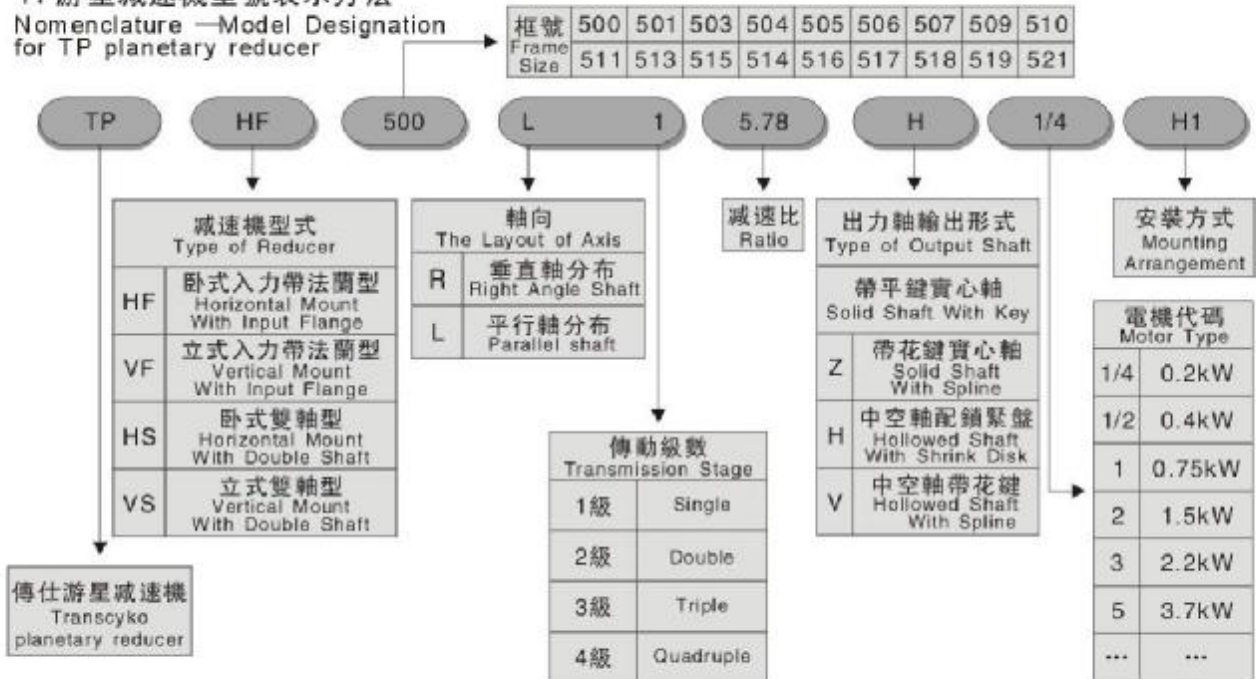 Nomenclature —Model Designation
for TP planetary reducer
框號 500 501 503 504 505 506 507 509 510
Frame Size 511 513 515 514 516 517 518 519 521
TP HF 500 L 1 5.78 H 1/4 H1
减速機型式
Type of Reducer
HF 卧式入力帶法蘭型
Horizontal Mount
With Input Flange
VF 立式入力帶法蘭型
Vertical Mount
With Input Flange
HS 卧式雙軸型
Horizontal Mount
With Double Shaft
VS 立式雙軸型
Vertical Mount
With Double Shaft
軸向
The Layout of Axis
R 垂直軸分布
Right Angle Shaft
L 平行軸分布
Parallel shaft
减速比
Ratio
出力軸輸出形式
Type of Output Shaft
帶平鍵實心軸
Solid Shaft With Key
Z 帶花鍵實心軸
Solid Shaft
With Spline
H 中空軸配鎖緊盤
Hollowed Shaft
With Shrink Disk
V 中空軸帶花鍵
Hollowed Shaft
With Spline
安裝方式
Mounting
Arrangement
電機代碼
Motor Type
1/4 0.2kW
1/2 0.4kW
1 0.75kW
2 1.5kW
3 2.2kW
5 3.7kW
... ...
傳動級數
Transmission Stage
1級 Single
2級 Double
3級 Triple
4級 Quadruple
傳仕游星减速機
Transcyko
planetary reducer